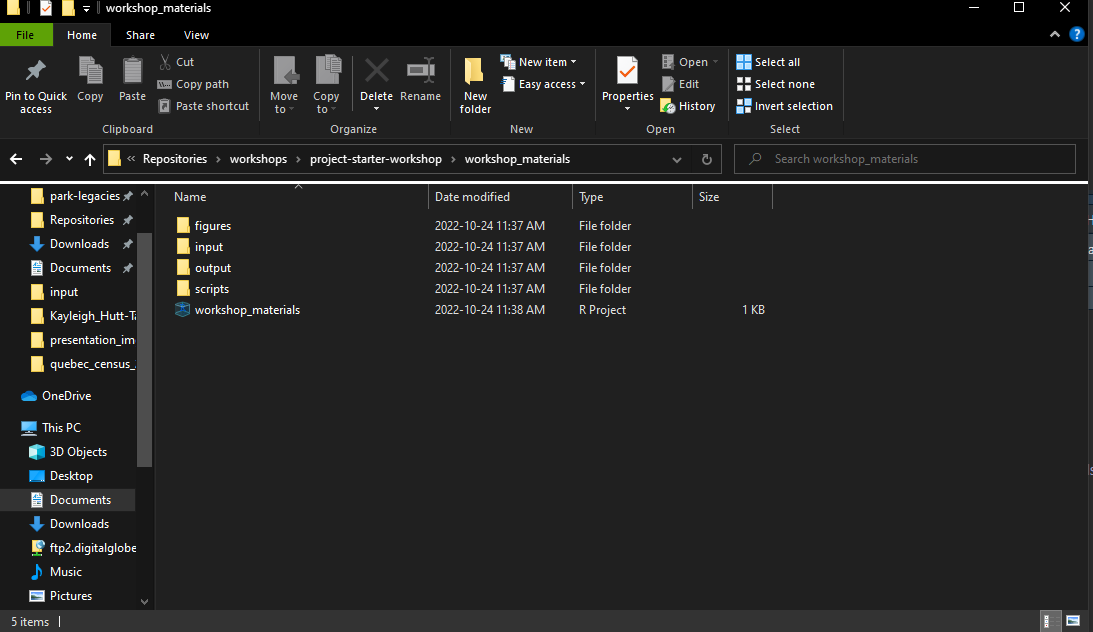 workshop_materials
File Home Share View
Pin to Quick access
Copy
Paste
Cut
Copy path
Paste shortcut
Clipboard
Move to
Copy to
Delete
Rename
Organize
New folder
New item
Easy access
New
Properties
Open
Edit
History
Open
Select all
Select none
Invert selection
Select
« Repositories › workshops › project-starter-workshop › workshop_materials
Search workshop_materials
park-legacies
Repositories
Downloads
Documents
input
Kayleigh_Hutt-Ta
presentation_im
quebec_census_
OneDrive
This PC
3D Objects
Desktop
Documents
Downloads
ftp2.digitalglobe
Music
Pictures
Name Date modified Type Size
figures 2022-10-24 11:37 AM File folder
input 2022-10-24 11:37 AM File folder
output 2022-10-24 11:37 AM File folder
scripts 2022-10-24 11:37 AM File folder
workshop_materials 2022-10-24 11:38 AM R Project 1 KB
5 items